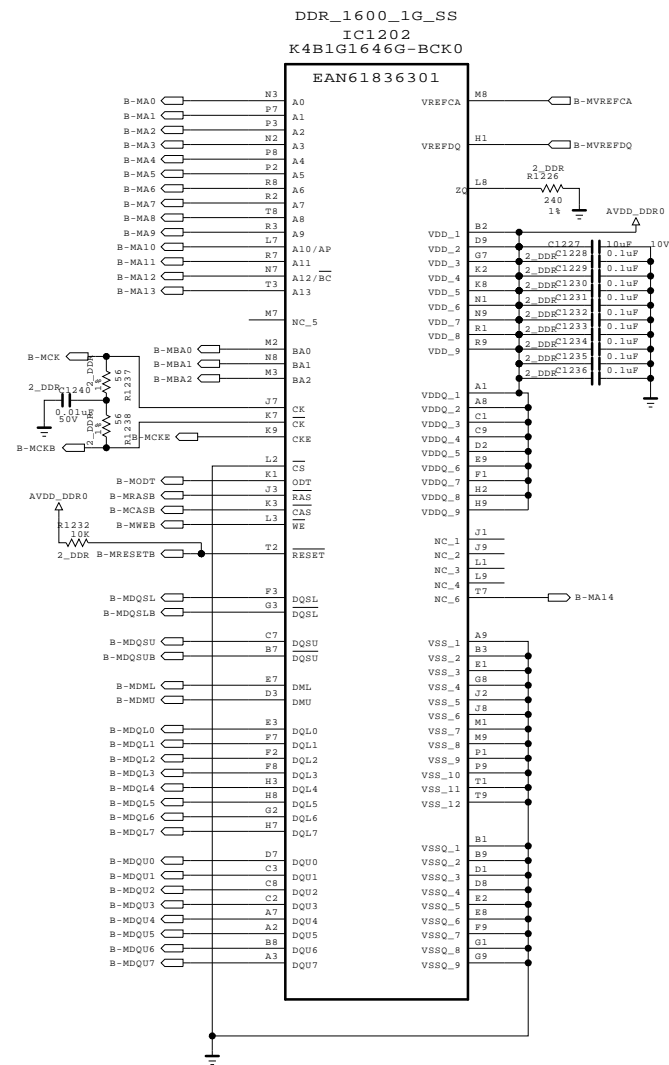 DDR_1600_1G_SS
IC1202
K4B1G1646G-BCK0
EAN61836301
B-MA0 N3 A0
B-MA1 P7 A1
B-MA2 P3 A2
B-MA3 N2 A3
B-MA4 P8 A4
B-MA5 P2 A5
B-MA6 R8 A6
B-MA7 R2 A7
B-MA8 T8 A8
B-MA9 R3 A9
B-MA10 L7 A10/AP
B-MA11 R7 A11
B-MA12 N7 A12/BC
B-MA13 T3 A13
M7 NC_5
B-MBA0 M2 BA0
B-MBA1 N8 BA1
B-MBA2 M3 BA2
B-MCK
2_DDR
1%
R1237
56
2_DDR
C1240
0.01uF
50V
2_DDR
1%
R1238
56
B-MCKB
J7 CK
K7 CK
B-MCKE K9 CKE
L2 CS
B-MODT K1 ODT
B-MRASB J3 RAS
B-MCASB K3 CAS
B-MWEB L3 WE
AVDD_DDR0
R1232
10K
2_DDR
B-MRESETB T2 RESET
B-MDQSL F3 DQSL
B-MDQSLB G3 DQSL
B-MDQSU C7 DQSU
B-MDQSUB B7 DQSU
B-MDML E7 DML
B-MDMU D3 DMU
B-MDQL0 E3 DQL0
B-MDQL1 F7 DQL1
B-MDQL2 F2 DQL2
B-MDQL3 F8 DQL3
B-MDQL4 H3 DQL4
B-MDQL5 H8 DQL5
B-MDQL6 G2 DQL6
B-MDQL7 H7 DQL7
B-MDQU0 D7 DQU0
B-MDQU1 C3 DQU1
B-MDQU2 C8 DQU2
B-MDQU3 C2 DQU3
B-MDQU4 A7 DQU4
B-MDQU5 A2 DQU5
B-MDQU6 B8 DQU6
B-MDQU7 A3 DQU7
VREFCA M8 B-MVREFCA
VREFDQ H1 B-MVREFDQ
2_DDR
R1226
ZQ L8
240
1%
AVDD_DDR0
VDD_1 B2
VDD_2 D9 C1227 10uF 10V
VDD_3 G7 2_DDR C1228 0.1uF
VDD_4 K2 2_DDR C1229 0.1uF
VDD_5 K8 2_DDR C1230 0.1uF
VDD_6 N1 2_DDR C1231 0.1uF
VDD_7 N9 2_DDR C1232 0.1uF
VDD_8 R1 2_DDR C1233 0.1uF
VDD_9 R9 2_DDR C1234 0.1uF
2_DDR C1235 0.1uF
2_DDR C1236 0.1uF
VDDQ_1 A1
VDDQ_2 A8
VDDQ_3 C1
VDDQ_4 C9
VDDQ_5 D2
VDDQ_6 E9
VDDQ_7 F1
VDDQ_8 H2
VDDQ_9 H9
NC_1 J1
NC_2 J9
NC_3 L1
NC_4 L9
NC_6 T7 B-MA14
VSS_1 A9
VSS_2 B3
VSS_3 E1
VSS_4 G8
VSS_5 J2
VSS_6 J8
VSS_7 M1
VSS_8 M9
VSS_9 P1
VSS_10 P9
VSS_11 T1
VSS_12 T9
VSSQ_1 B1
VSSQ_2 B9
VSSQ_3 D1
VSSQ_4 D8
VSSQ_5 E2
VSSQ_6 E8
VSSQ_7 F9
VSSQ_8 G1
VSSQ_9 G9